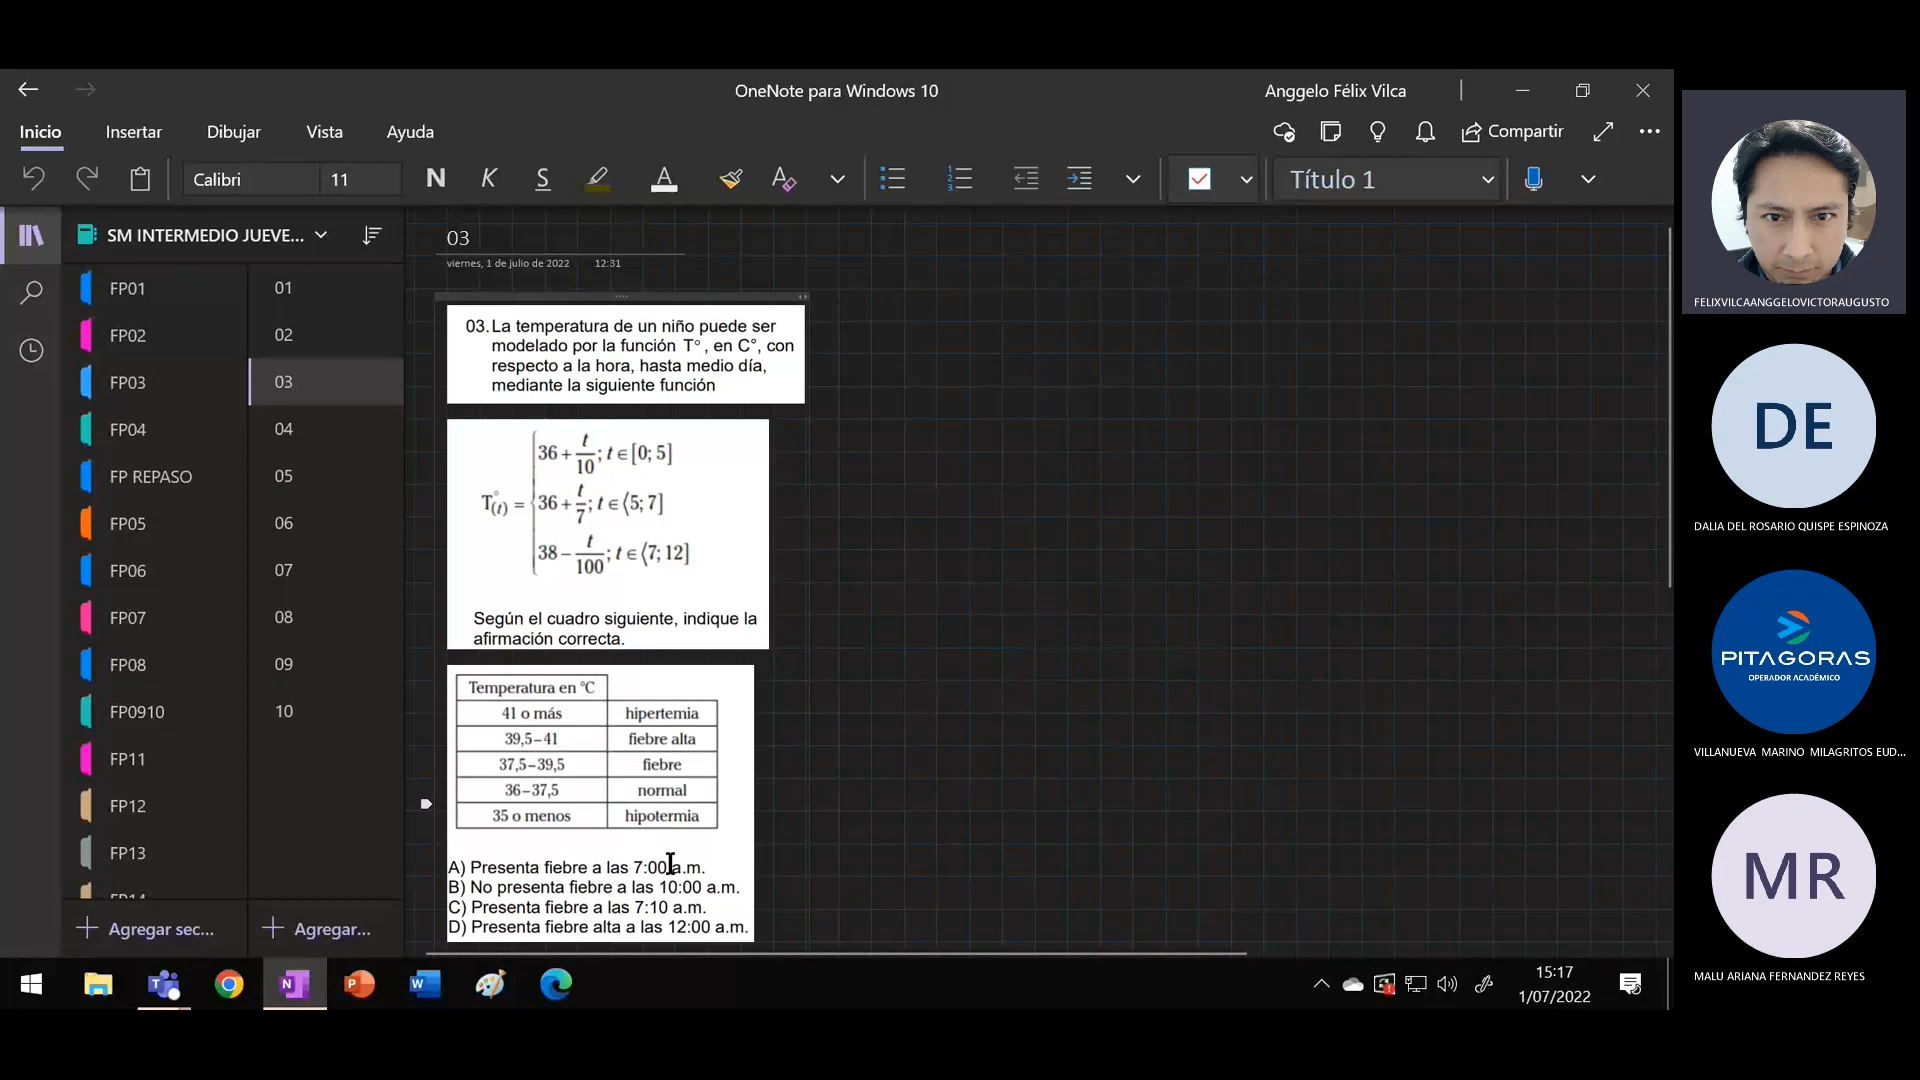 OneNote para Windows 10
Anggelo Félix Vilca
Inicio
Insertar
Dibujar
Vista
Ayuda
Compartir
Calibri
11
N
K
S
A
A
Título 1
SM INTERMEDIO JUEVE...
FP01
FP02
FP03
FP04
FP REPASO
FP05
FP06
FP07
FP08
FP0910
FP11
FP12
FP13
FP14
Agregar sec...
01
02
03
04
05
06
07
08
09
10
Agregar...
03
viernes, 1 de julio de 2022 12:31
03. La temperatura de un niño puede ser
modelado por la función T°, en C°, con
respecto a la hora, hasta medio día,
mediante la siguiente función
T°(t) =
36 + t/10 ; t ∈ [0; 5]
36 + t/7 ; t ∈ ⟨5; 7]
38 − t/100 ; t ∈ ⟨7; 12]
Según el cuadro siguiente, indique la
afirmación correcta.
Temperatura en °C
41 o más hipertemia
39,5–41 fiebre alta
37,5–39,5 fiebre
36–37,5 normal
35 o menos hipotermia
A) Presenta fiebre a las 7:00 a.m.
B) No presenta fiebre a las 10:00 a.m.
C) Presenta fiebre a las 7:10 a.m.
D) Presenta fiebre alta a las 12:00 a.m.
15:17
1/07/2022
FELIXVILCAANGGELOVICTORAUGUSTO
DE
DALIA DEL ROSARIO QUISPE ESPINOZA
PITAGORAS
OPERADOR ACADÉMICO
VILLANUEVA MARINO MILAGRITOS EUD...
MR
MALU ARIANA FERNANDEZ REYES